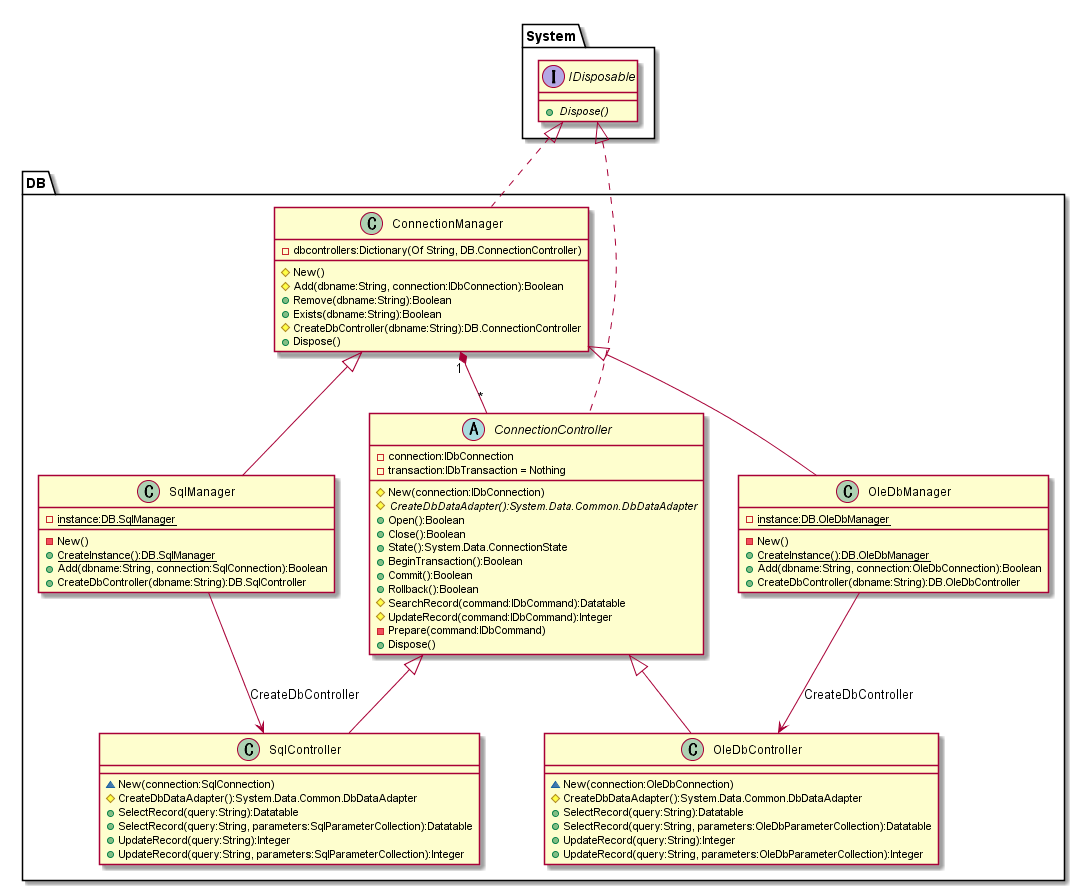 System
I IDisposable
Dispose()
DB
C ConnectionManager
dbcontrollers:Dictionary(Of String, DB.ConnectionController)
New()
Add(dbname:String, connection:IDbConnection):Boolean
Remove(dbname:String):Boolean
Exists(dbname:String):Boolean
CreateDbController(dbname:String):DB.ConnectionController
Dispose()
1
*
A ConnectionController
connection:IDbConnection
transaction:IDbTransaction = Nothing
New(connection:IDbConnection)
CreateDbDataAdapter():System.Data.Common.DbDataAdapter
Open():Boolean
Close():Boolean
State():System.Data.ConnectionState
BeginTransaction():Boolean
Commit():Boolean
Rollback():Boolean
SearchRecord(command:IDbCommand):Datatable
UpdateRecord(command:IDbCommand):Integer
Prepare(command:IDbCommand)
Dispose()
C SqlManager
instance:DB.SqlManager
New()
CreateInstance():DB.SqlManager
Add(dbname:String, connection:SqlConnection):Boolean
CreateDbController(dbname:String):DB.SqlController
C OleDbManager
instance:DB.OleDbManager
New()
CreateInstance():DB.OleDbManager
Add(dbname:String, connection:OleDbConnection):Boolean
CreateDbController(dbname:String):DB.OleDbController
CreateDbController
CreateDbController
C SqlController
New(connection:SqlConnection)
CreateDbDataAdapter():System.Data.Common.DbDataAdapter
SelectRecord(query:String):Datatable
SelectRecord(query:String, parameters:SqlParameterCollection):Datatable
UpdateRecord(query:String):Integer
UpdateRecord(query:String, parameters:SqlParameterCollection):Integer
C OleDbController
New(connection:OleDbConnection)
CreateDbDataAdapter():System.Data.Common.DbDataAdapter
SelectRecord(query:String):Datatable
SelectRecord(query:String, parameters:OleDbParameterCollection):Datatable
UpdateRecord(query:String):Integer
UpdateRecord(query:String, parameters:OleDbParameterCollection):Integer